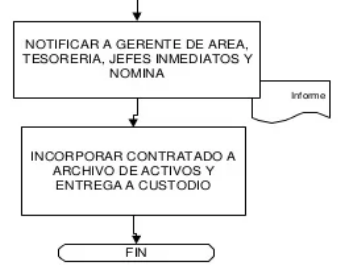 NOTIFICAR A GERENTE DE AREA,
TESORERIA, JEFES INMEDIATOS Y
NOMINA
Informe
INCORPORAR CONTRATADO A
ARCHIVO DE ACTIVOS Y
ENTREGA A CUSTODIO
FIN